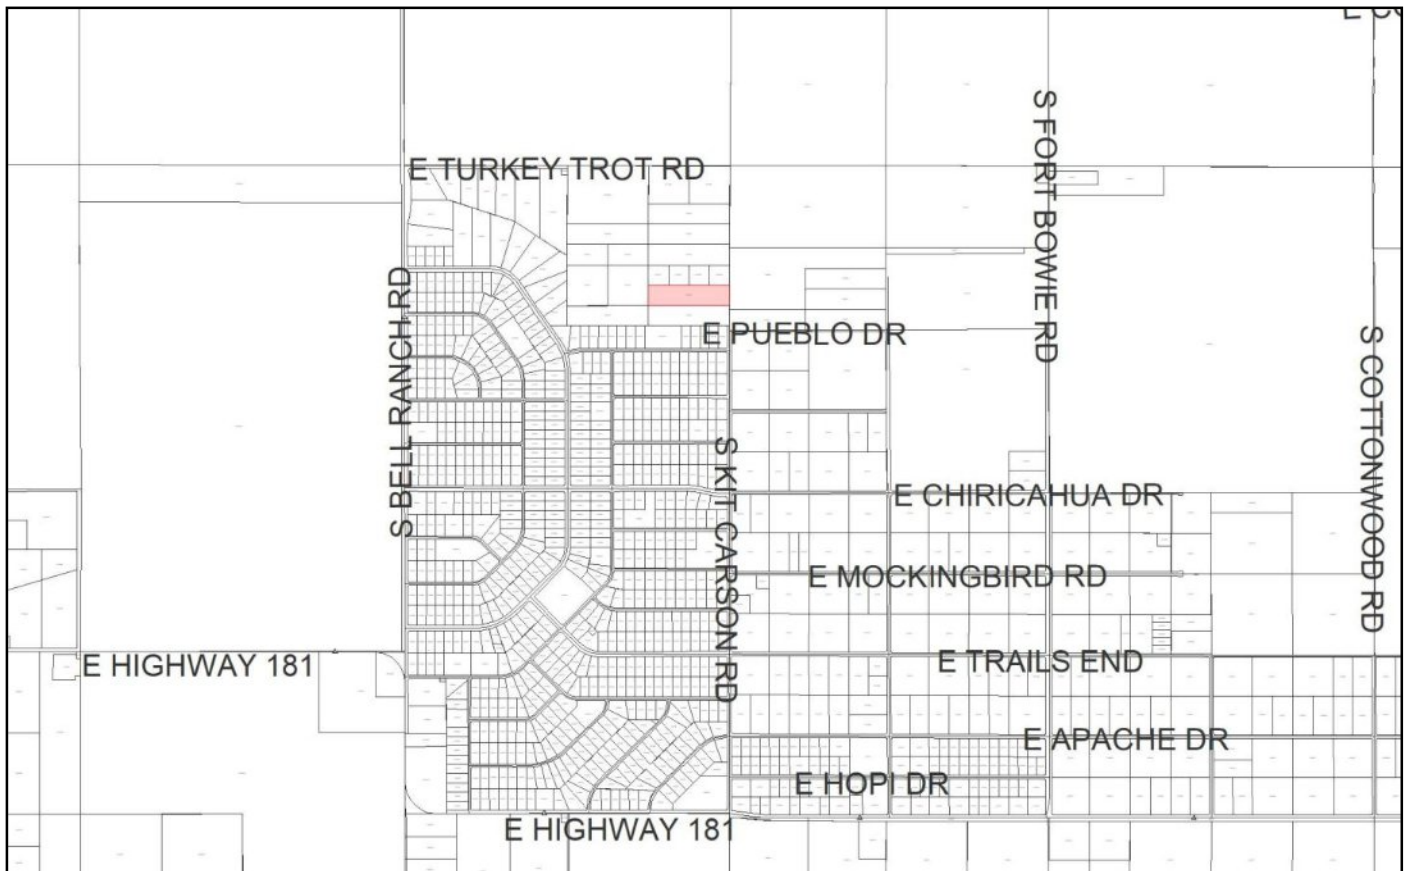 E TURKEY TROT RD
S FORT BOWIE RD
S BELL RANCH RD
E PUEBLO DR
S COTTONWOOD RD
S KIT CARSON RD
E CHIRICAHUA DR
E MOCKINGBIRD RD
E HIGHWAY 181
E TRAILS END
E APACHE DR
E HOPI DR
E HIGHWAY 181